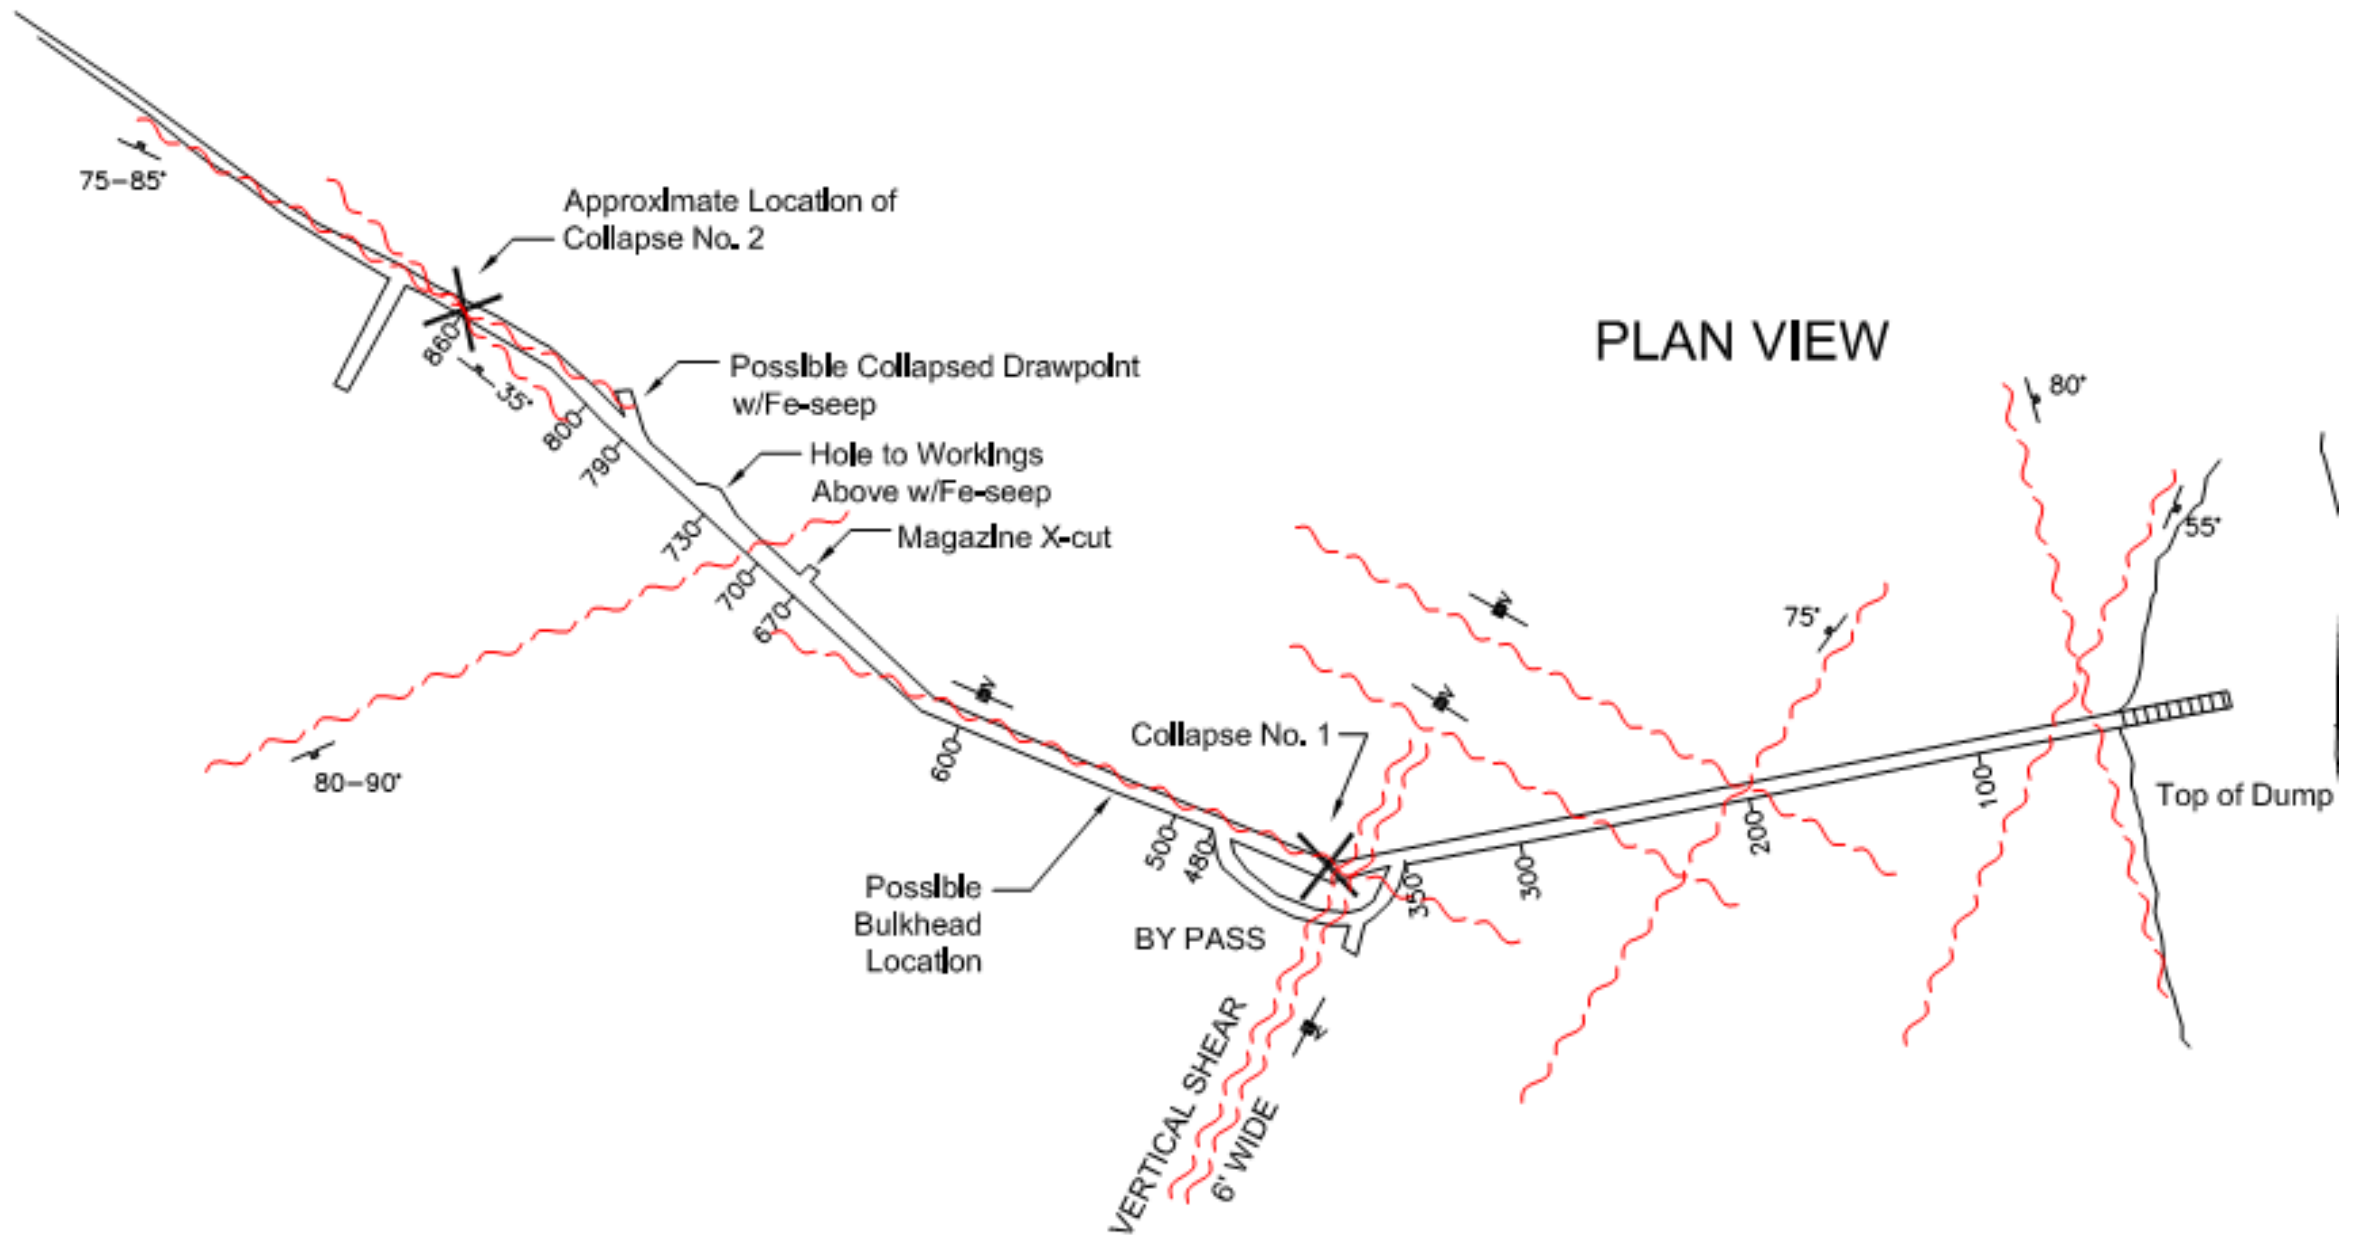 75-85°
Approximate Location of
Collapse No. 2
860
35°
Possible Collapsed Drawpoint
w/Fe-seep
800
790
Hole to Workings
Above w/Fe-seep
730
Magazine X-cut
700
670
80-90°
PLAN VIEW
80°
55°
75°
V
V
V
600
Collapse No. 1
500
480
350
300
200
100
Top of Dump
Possible
Bulkhead
Location
BY PASS
VERTICAL SHEAR
6' WIDE
V